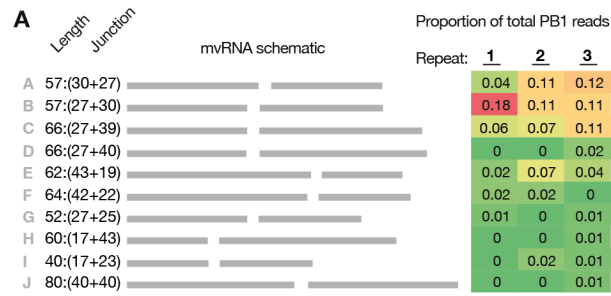 A
Length
Junction
mvRNA schematic
Proportion of total PB1 reads
Repeat: 1 2 3
A 57:(30+27) 0.04 0.11 0.12
B 57:(27+30) 0.18 0.11 0.11
C 66:(27+39) 0.06 0.07 0.11
D 66:(27+40) 0 0 0.02
E 62:(43+19) 0.02 0.07 0.04
F 64:(42+22) 0.02 0.02 0
G 52:(27+25) 0.01 0 0.01
H 60:(17+43) 0 0 0.01
I 40:(17+23) 0 0.02 0.01
J 80:(40+40) 0 0 0.01